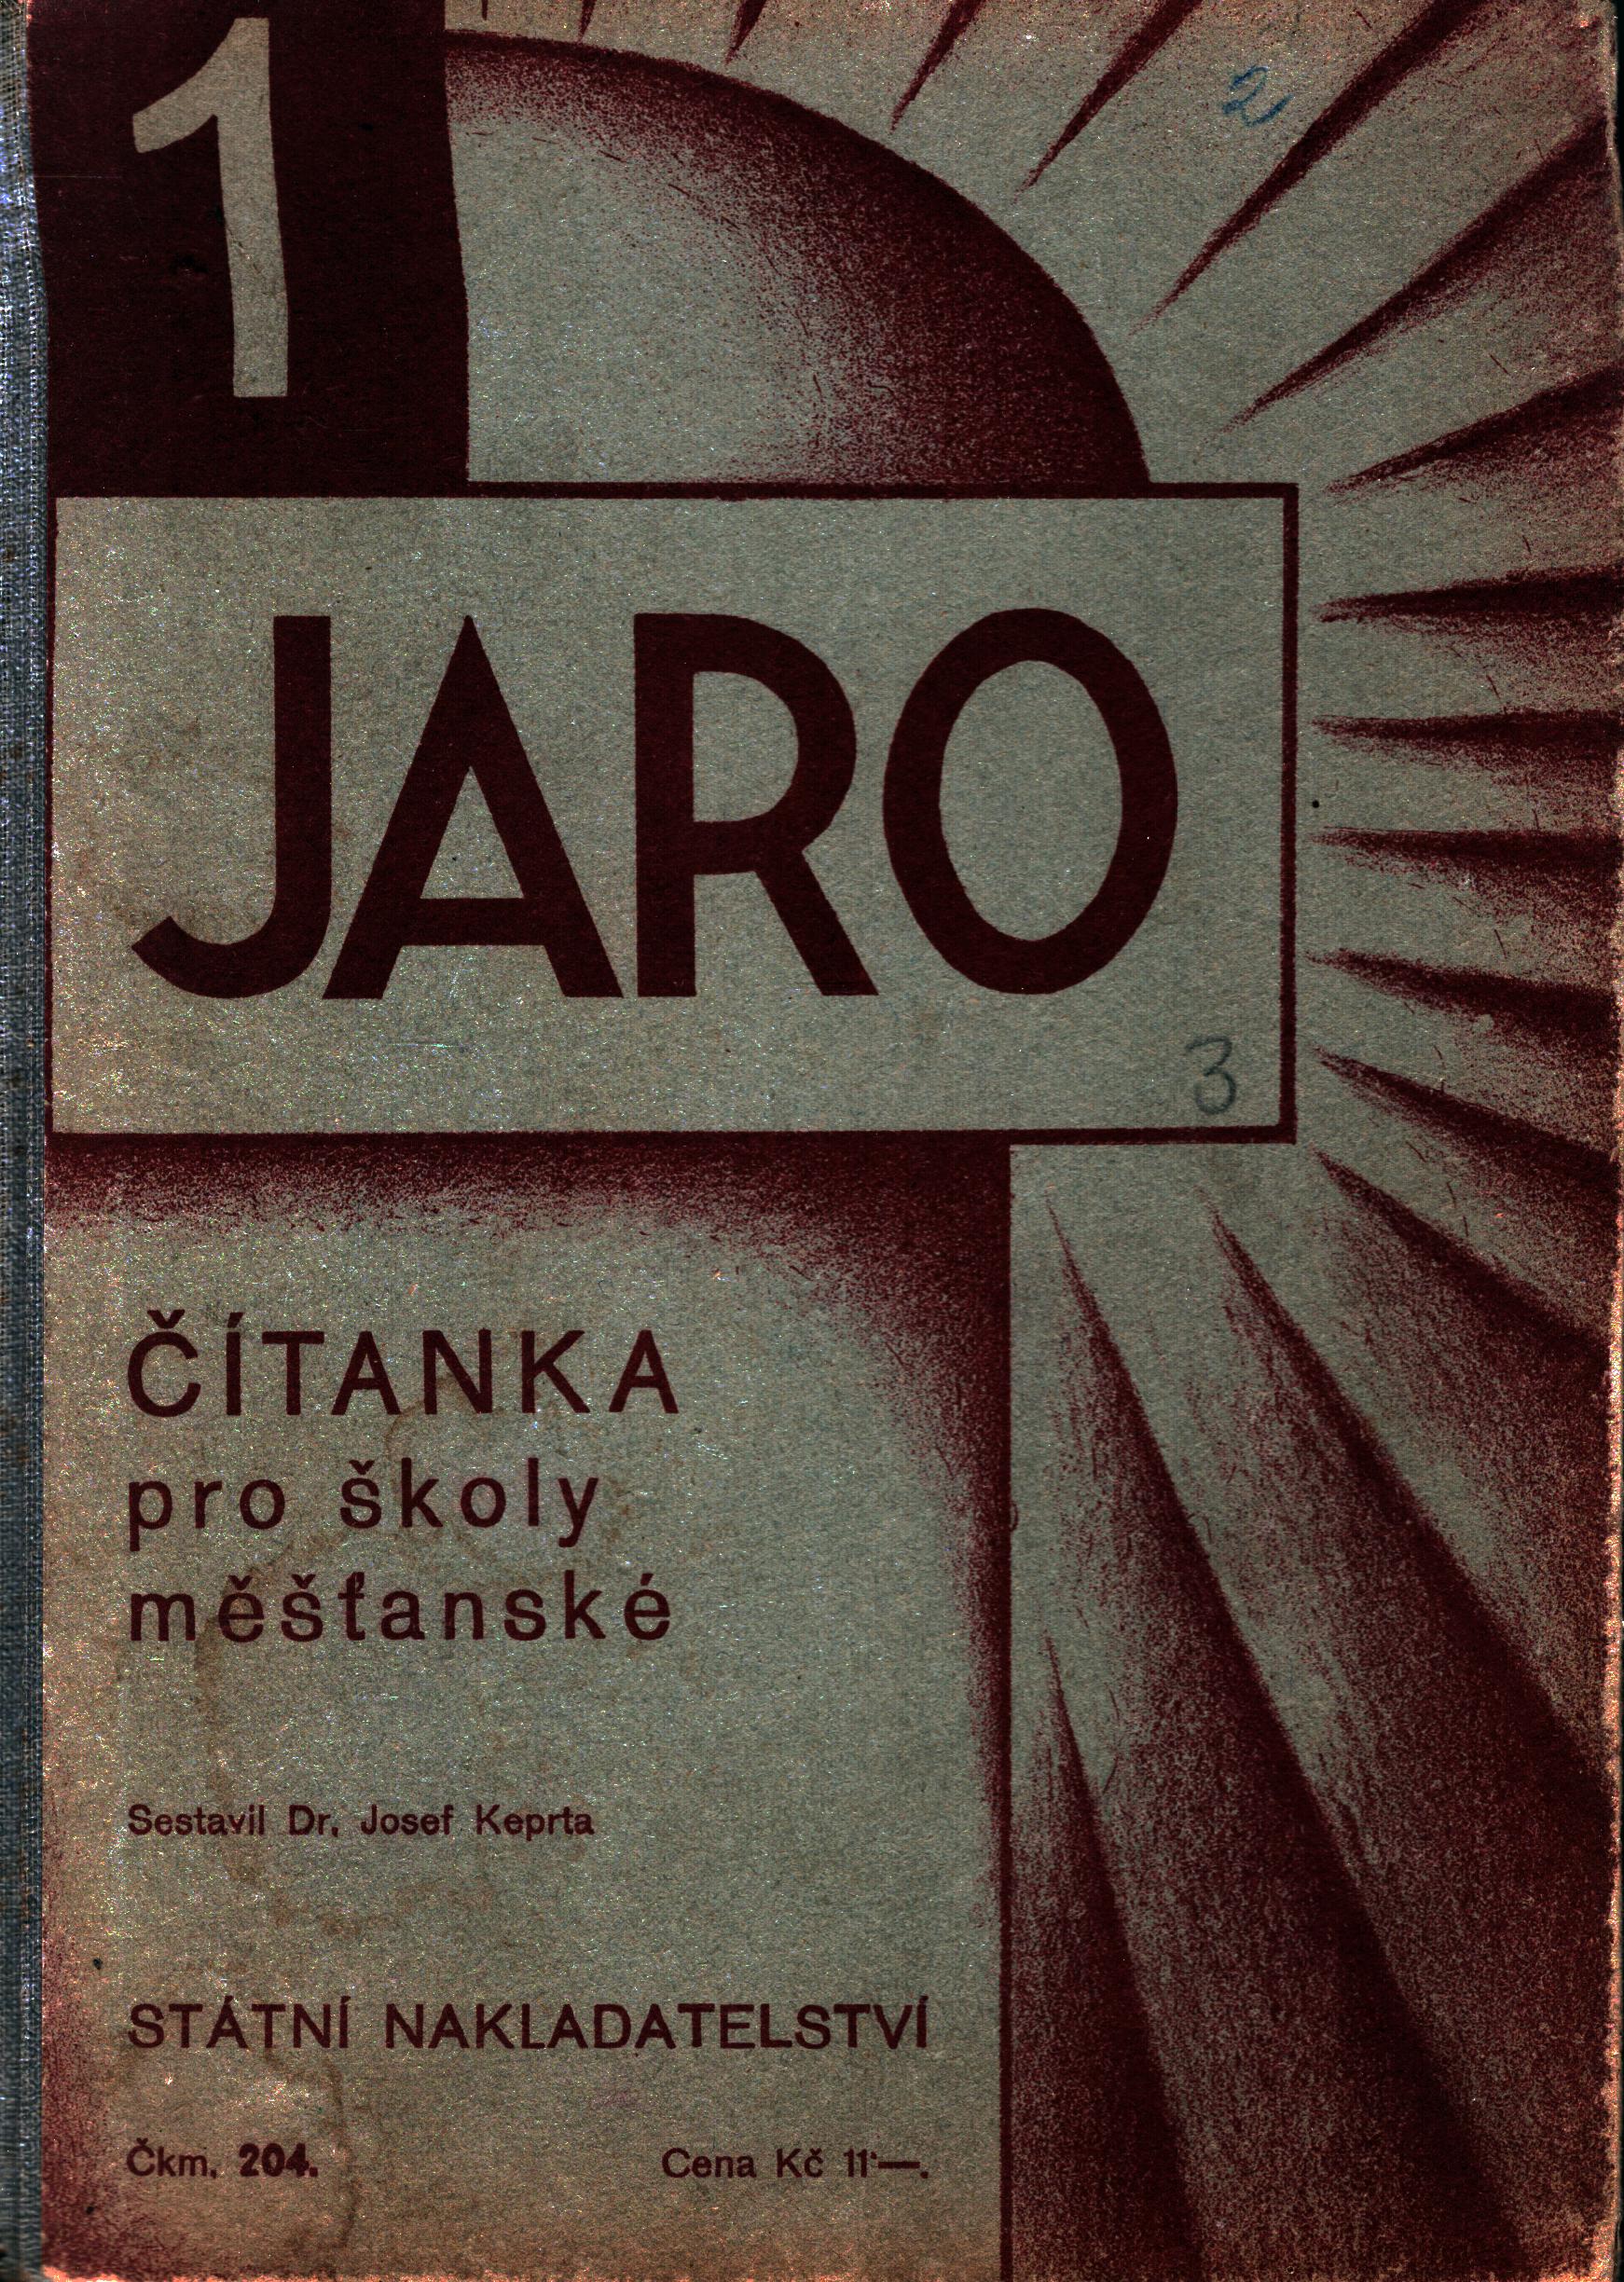 1
2
JARO
3
ČÍTANKA
pro školy
měšťanské
Sestavil Dr. Josef Keprta
STÁTNÍ NAKLADATELSTVÍ
Čkm. 204.
Cena Kč 11·—.